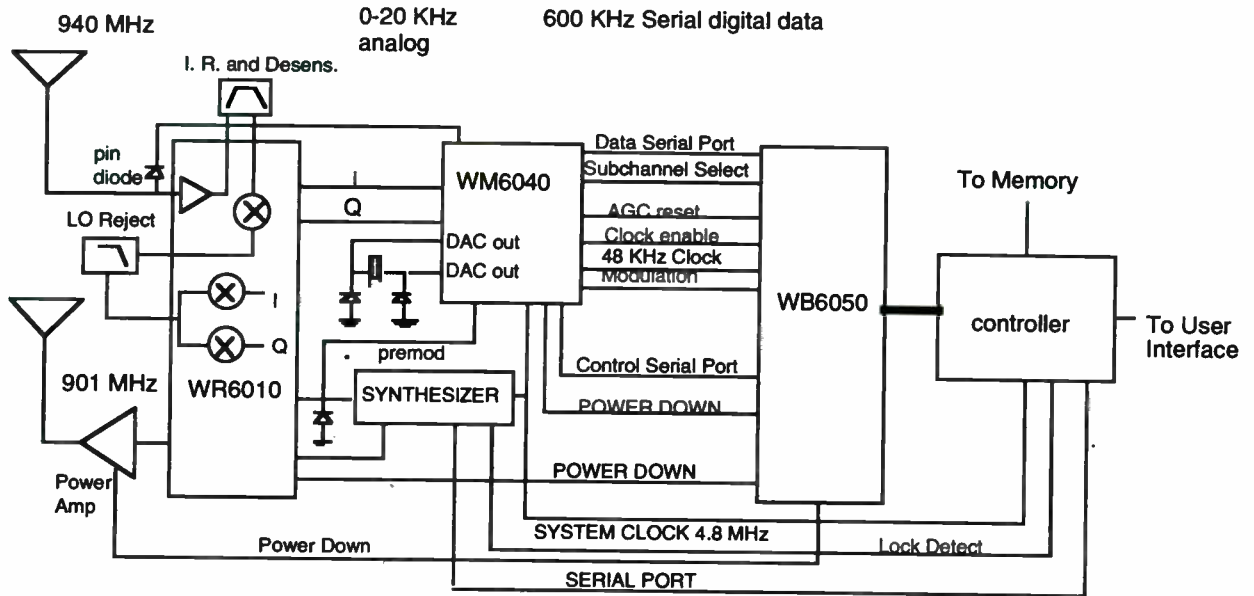 940 MHz
0-20 KHz
analog
600 KHz Serial digital data
I. R. and Desens.
pin
diode
LO Reject
I
Q
WM6040
DAC out
DAC out
Data Serial Port
Subchannel Select
AGC reset
Clock enable
48 KHz Clock
Modulation
WB6050
To Memory
controller
To User
Interface
I
Q
WR6010
901 MHz
premod
SYNTHESIZER
Control Serial Port
POWER DOWN
POWER DOWN
Power
Amp
SYSTEM CLOCK 4.8 MHz
Power Down
Lock Detect
SERIAL PORT